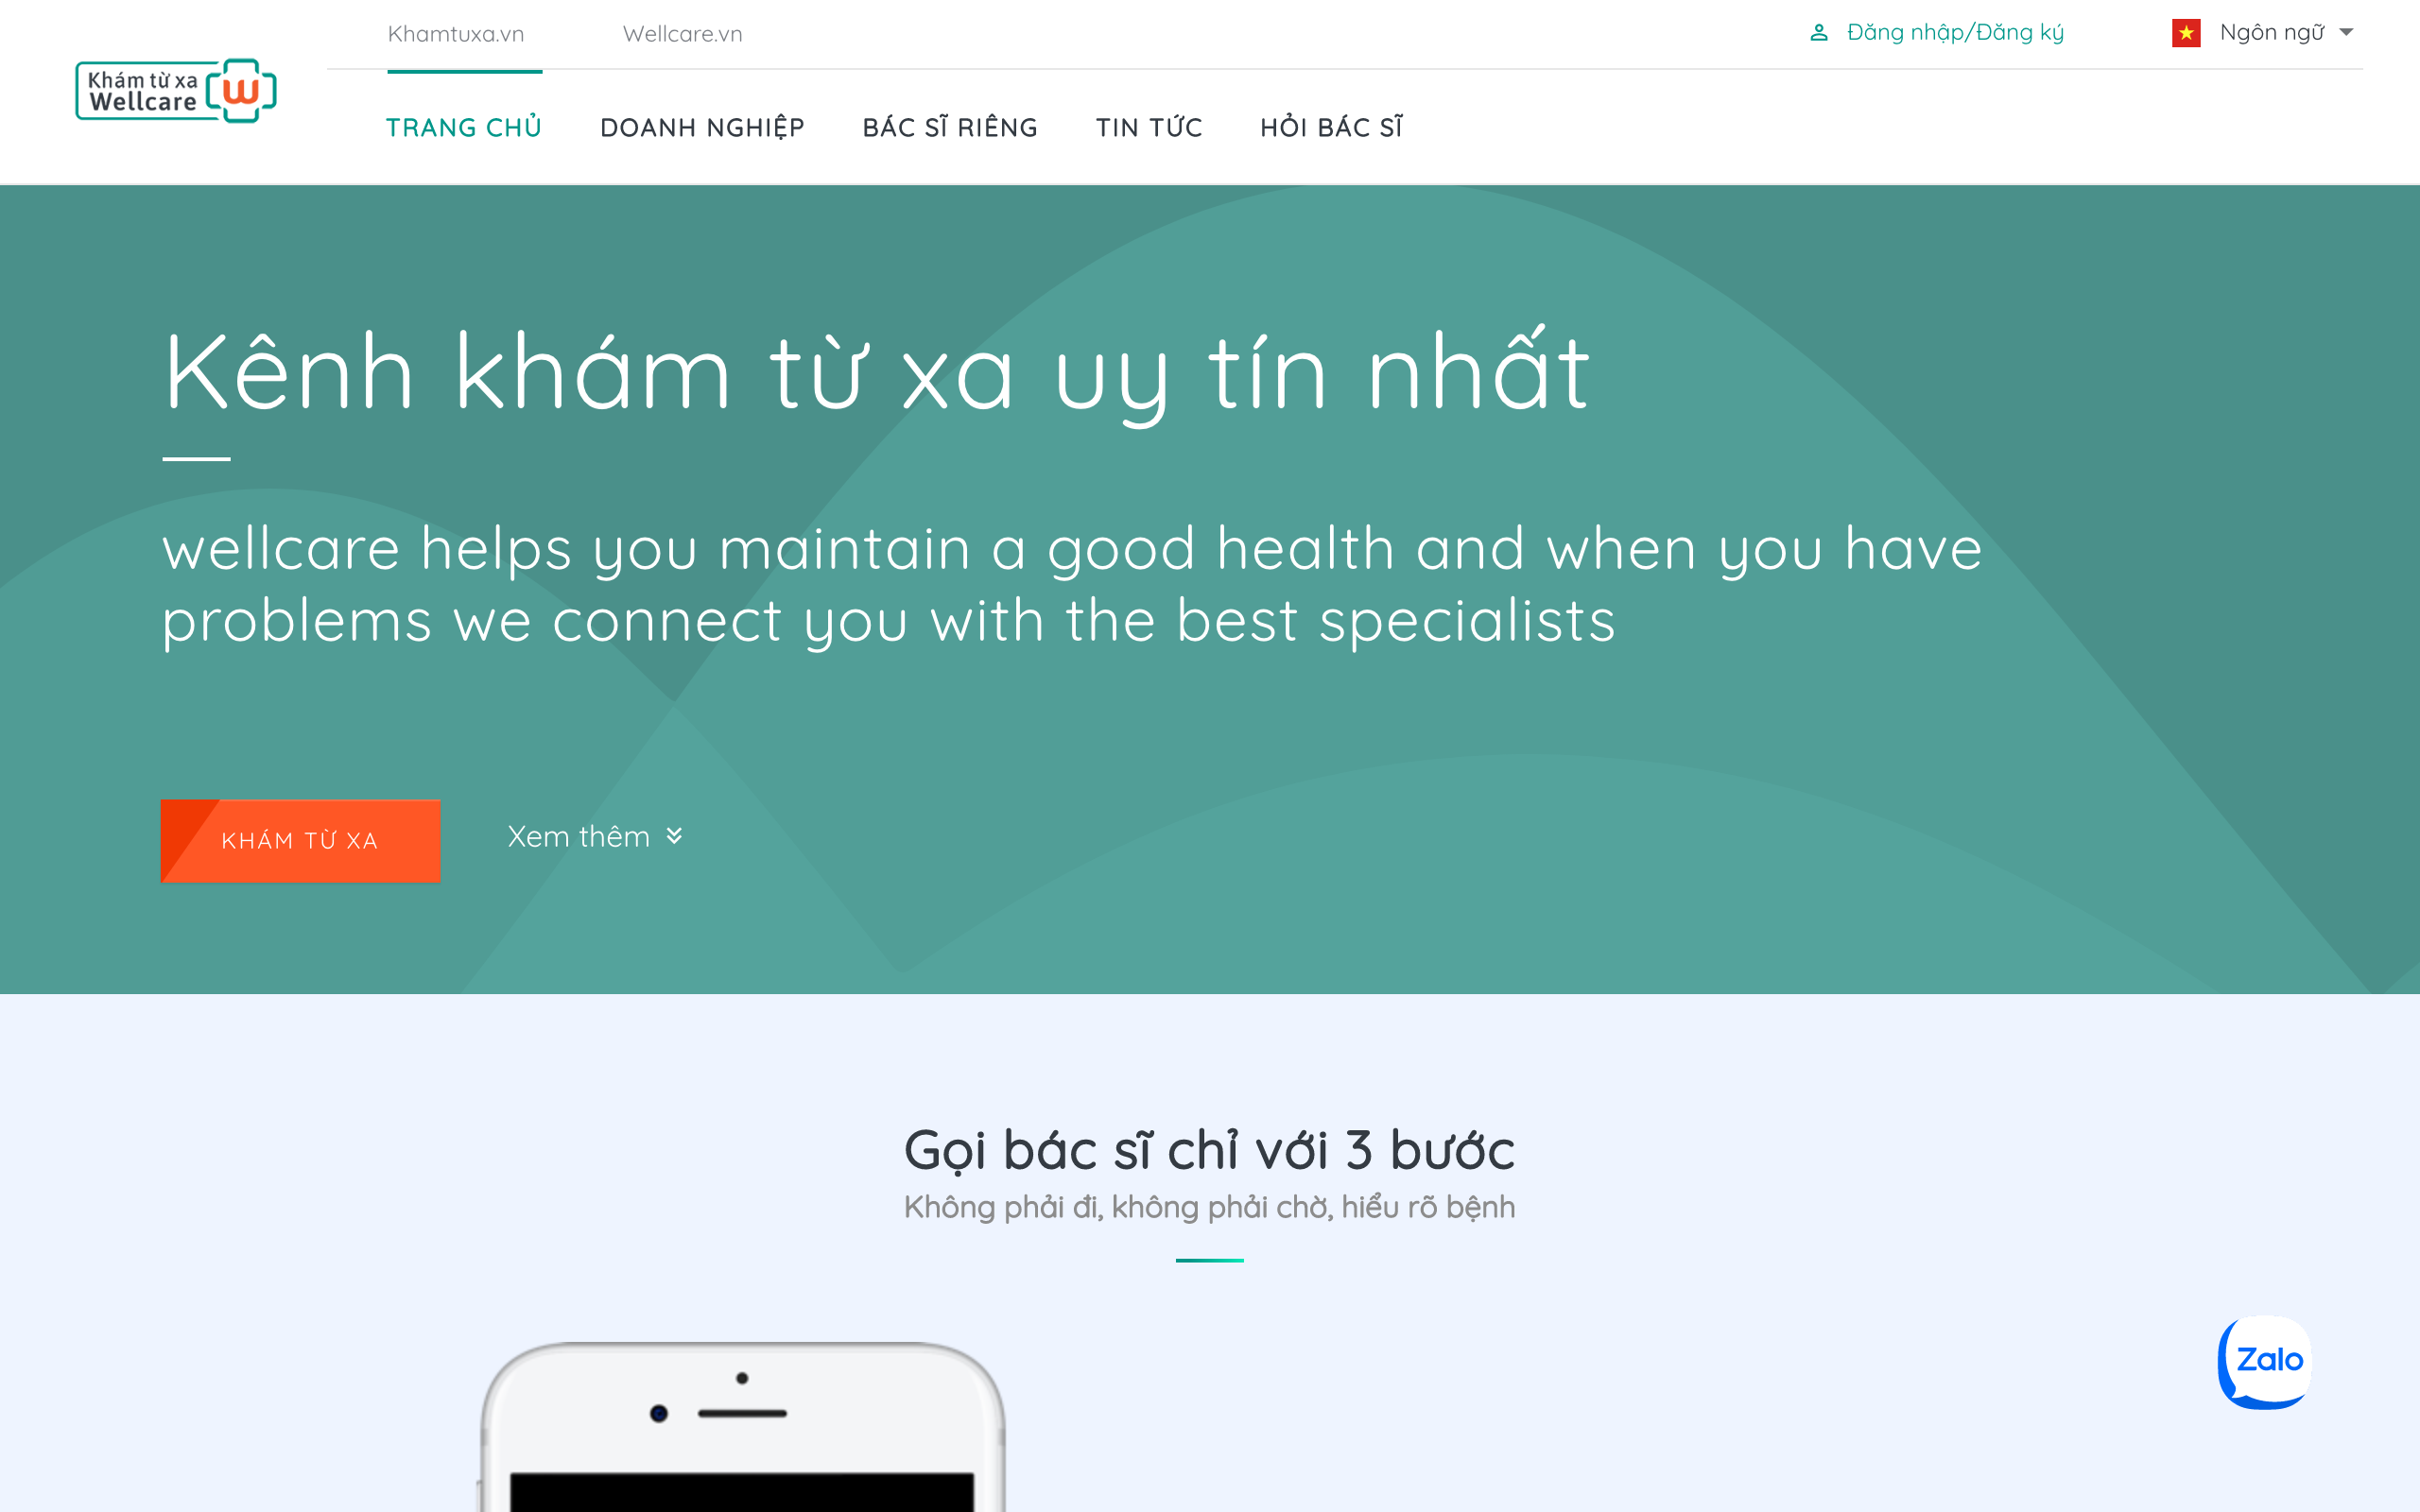 Khamtuxa.vn
Wellcare.vn
Đăng nhập/Đăng ký
Ngôn ngữ
Khám từ xa
Wellcare
TRANG CHỦ
DOANH NGHIỆP
BÁC SĨ RIÊNG
TIN TỨC
HỎI BÁC SĨ
Kênh khám từ xa uy tín nhất
wellcare helps you maintain a good health and when you have
problems we connect you with the best specialists
KHÁM TỪ XA
Xem thêm
Gọi bác sĩ chỉ với 3 bước
Không phải đi, không phải chờ, hiểu rõ bệnh
Zalo